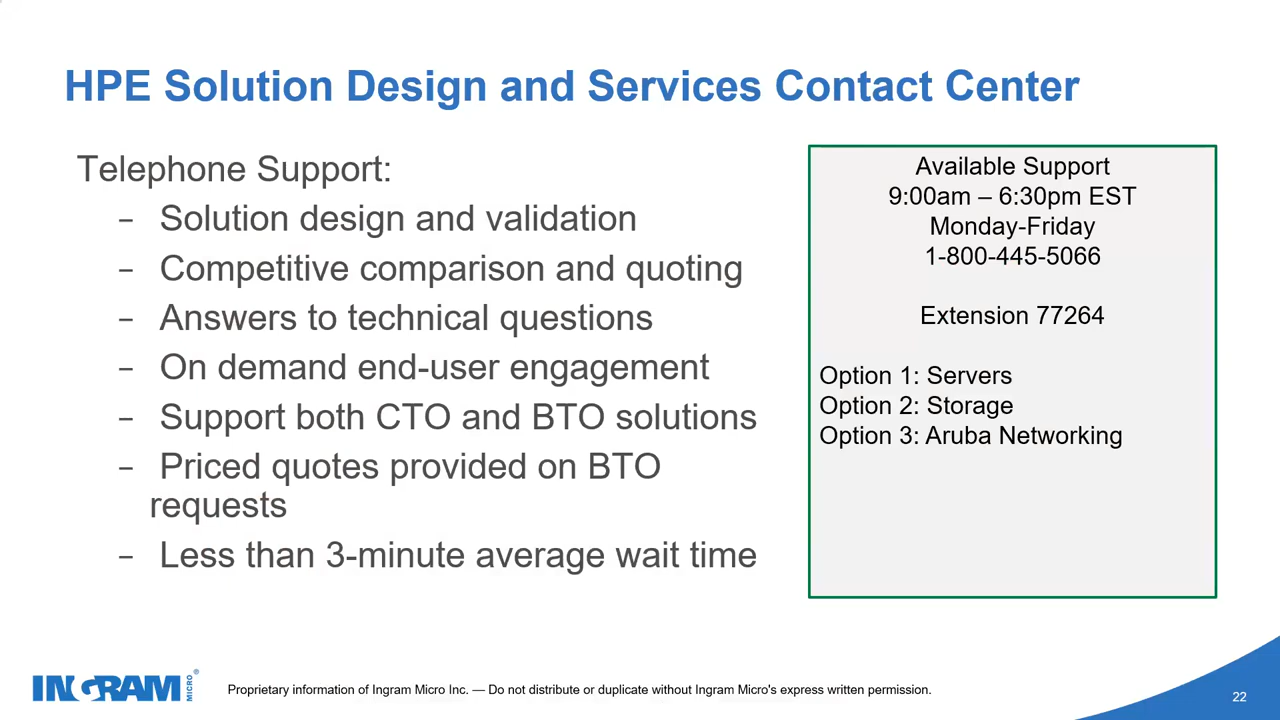 HPE Solution Design and Services Contact Center
Telephone Support:
− Solution design and validation
− Competitive comparison and quoting
− Answers to technical questions
− On demand end-user engagement
− Support both CTO and BTO solutions
− Priced quotes provided on BTO
requests
− Less than 3-minute average wait time
Available Support
9:00am – 6:30pm EST
Monday-Friday
1-800-445-5066
Extension 77264
Option 1: Servers
Option 2: Storage
Option 3: Aruba Networking
INGRAM MICRO®
Proprietary information of Ingram Micro Inc. — Do not distribute or duplicate without Ingram Micro's express written permission.
22